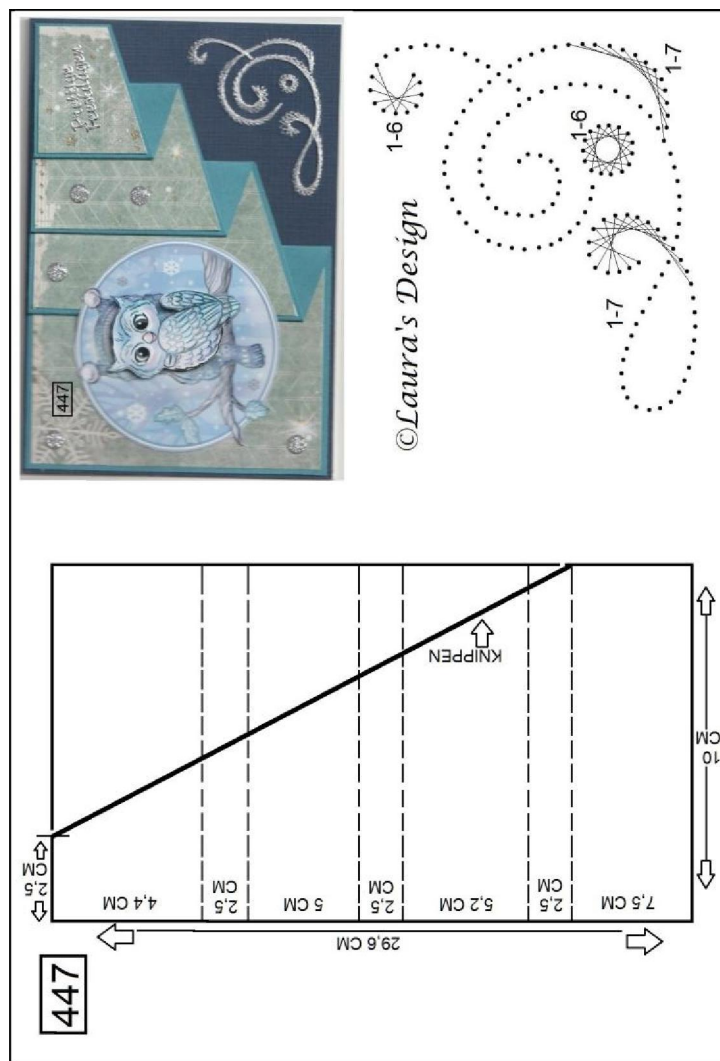 Prettige
Feestdagen
447
©Laura's Design
1-6
1-6
1-7
1-7
447
2,5
CM
4,4 CM
2,5
CM
5 CM
2,5
CM
5,2 CM
2,5
CM
7,5 CM
29,6 CM
KNIPPEN
10
CM